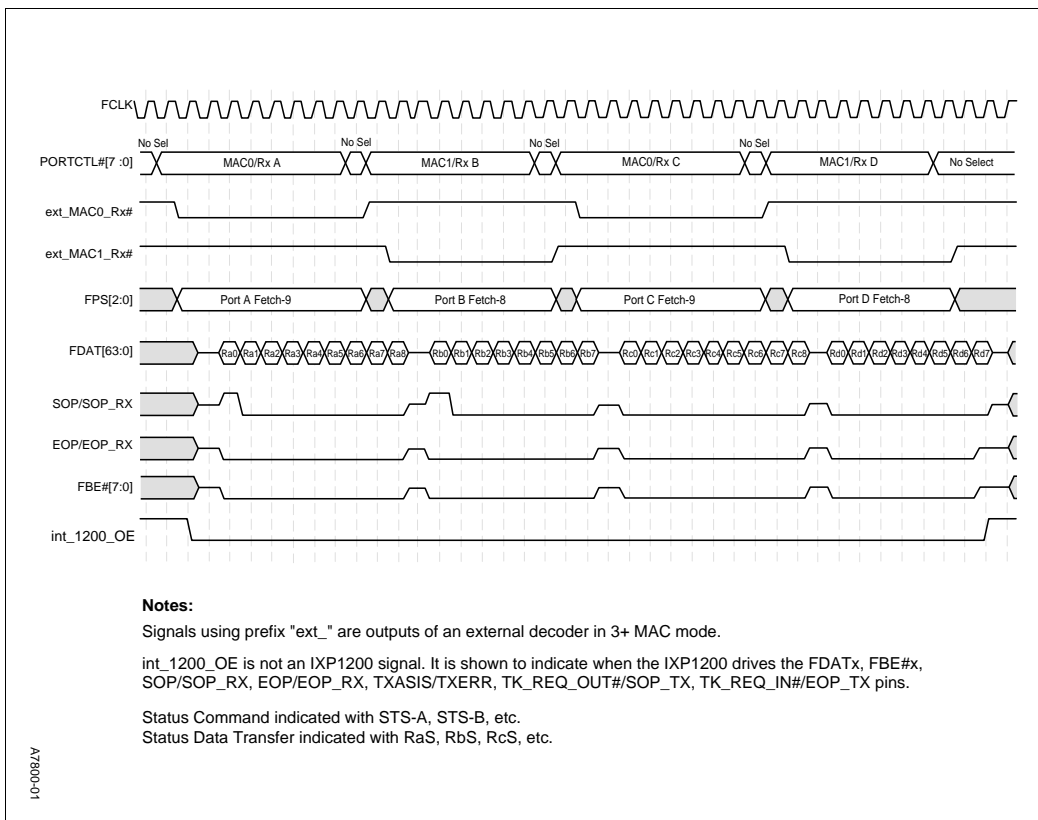 FCLK
No Sel No Sel No Sel No Sel
PORTCTL#[7 :0] MAC0/Rx A MAC1/Rx B MAC0/Rx C MAC1/Rx D No Select
ext_MAC0_Rx#
ext_MAC1_Rx#
FPS[2:0] Port A Fetch-9 Port B Fetch-8 Port C Fetch-9 Port D Fetch-8
FDAT[63:0] Ra0 Ra1 Ra2 Ra3 Ra4 Ra5 Ra6 Ra7 Ra8 Rb0 Rb1 Rb2 Rb3 Rb4 Rb5 Rb6 Rb7 Rc0 Rc1 Rc2 Rc3 Rc4 Rc5 Rc6 Rc7 Rc8 Rd0 Rd1 Rd2 Rd3 Rd4 Rd5 Rd6 Rd7
SOP/SOP_RX
EOP/EOP_RX
FBE#[7:0]
int_1200_OE
Notes:
Signals using prefix "ext_" are outputs of an external decoder in 3+ MAC mode.
int_1200_OE is not an IXP1200 signal. It is shown to indicate when the IXP1200 drives the FDATx, FBE#x,
SOP/SOP_RX, EOP/EOP_RX, TXASIS/TXERR, TK_REQ_OUT#/SOP_TX, TK_REQ_IN#/EOP_TX pins.
Status Command indicated with STS-A, STS-B, etc.
Status Data Transfer indicated with RaS, RbS, RcS, etc.
A7800-01